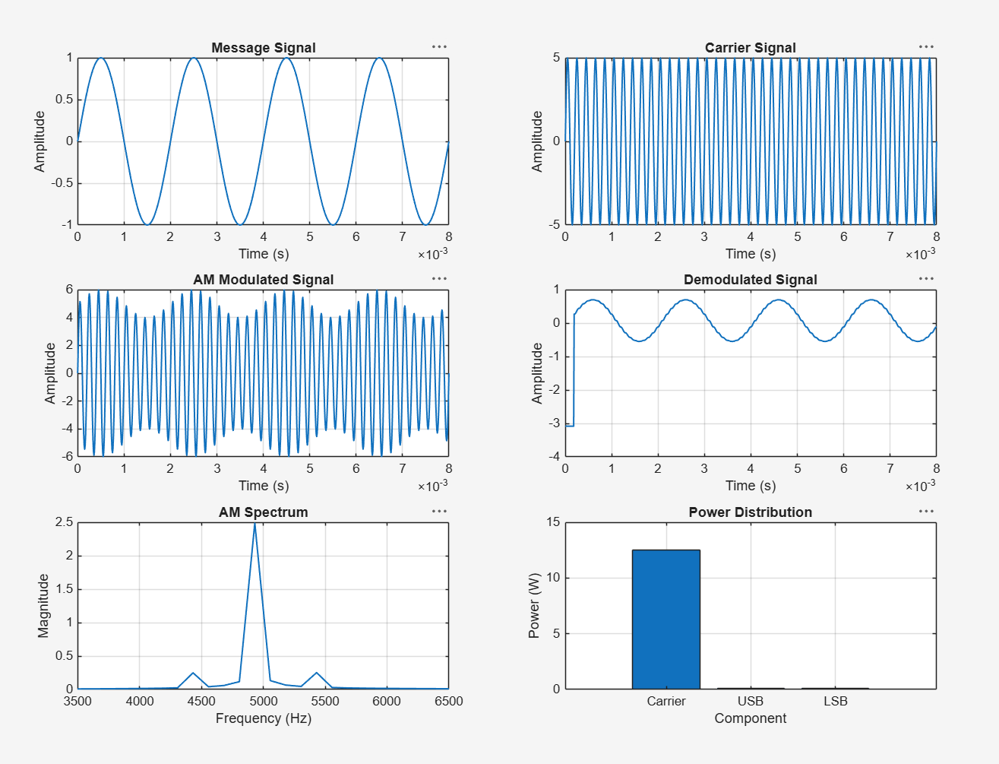 Message Signal
1
0.5
0
-0.5
-1
Amplitude
0 1 2 3 4 5 6 7 8
Time (s)
×10-3
Carrier Signal
5
0
-5
Amplitude
0 1 2 3 4 5 6 7 8
Time (s)
×10-3
AM Modulated Signal
6
4
2
0
-2
-4
-6
Amplitude
0 1 2 3 4 5 6 7 8
Time (s)
×10-3
Demodulated Signal
1
0
-1
-2
-3
-4
Amplitude
0 1 2 3 4 5 6 7 8
Time (s)
×10-3
AM Spectrum
2.5
2
1.5
1
0.5
0
Magnitude
3500 4000 4500 5000 5500 6000 6500
Frequency (Hz)
Power Distribution
15
10
5
0
Power (W)
Carrier USB LSB
Component